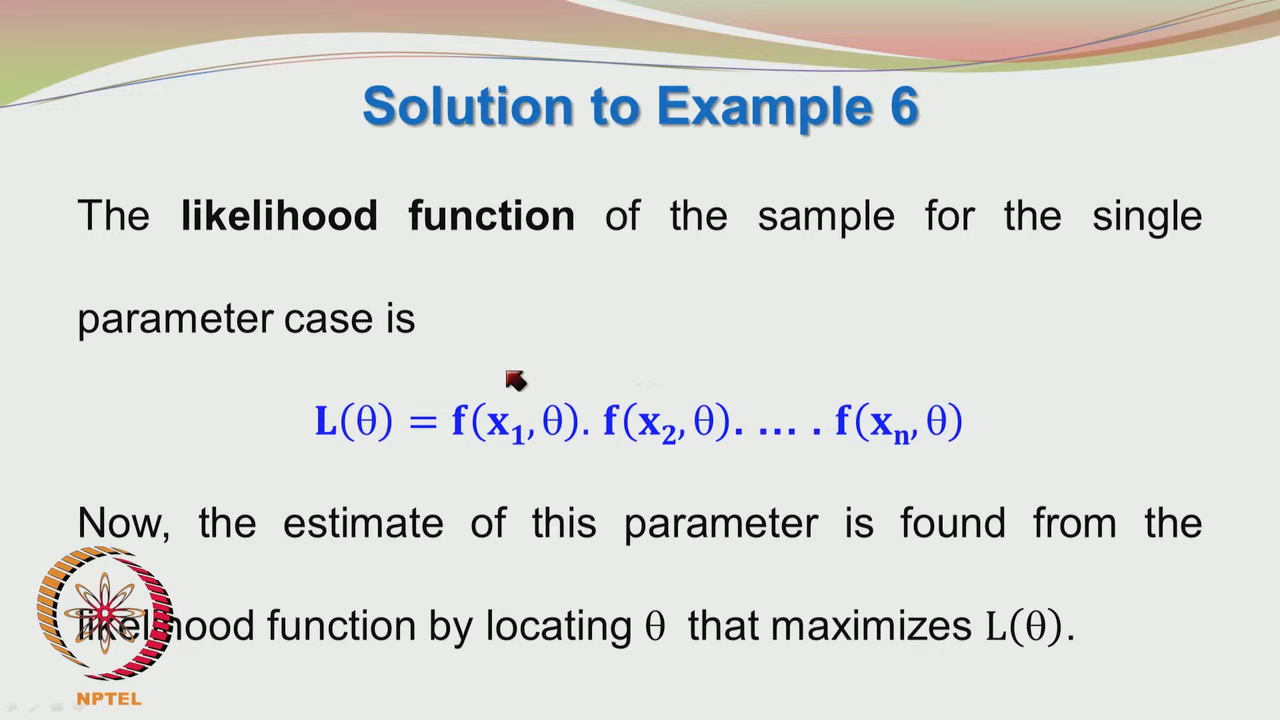 Solution to Example 6
The likelihood function of the sample for the single
parameter case is
L(θ) = f(x₁, θ). f(x₂, θ). … . f(xₙ, θ)
Now, the estimate of this parameter is found from the
likelihood function by locating θ that maximizes L(θ).
NPTEL